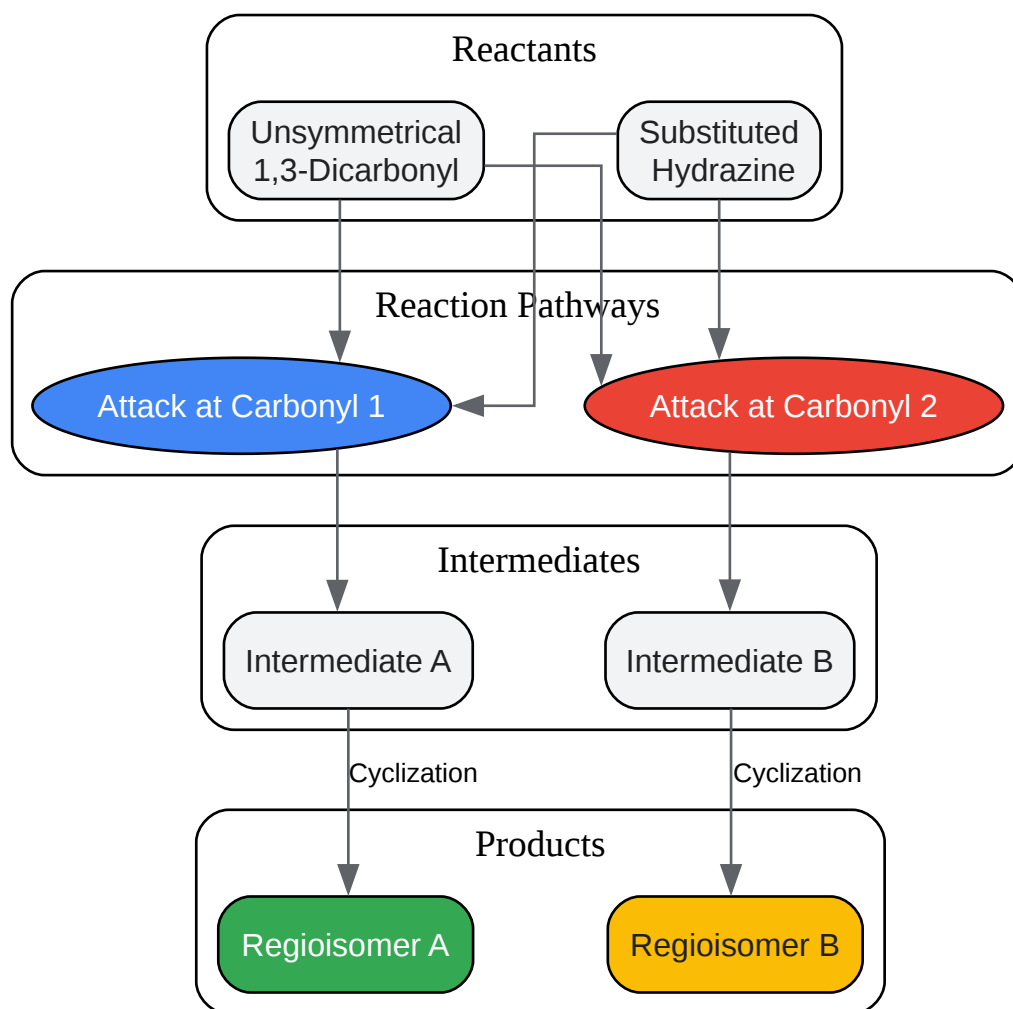 Reactants
Unsymmetrical
1,3-Dicarbonyl
Substituted
Hydrazine
Reaction Pathways
Attack at Carbonyl 1
Attack at Carbonyl 2
Intermediates
Intermediate A
Intermediate B
Cyclization
Cyclization
Products
Regioisomer A
Regioisomer B